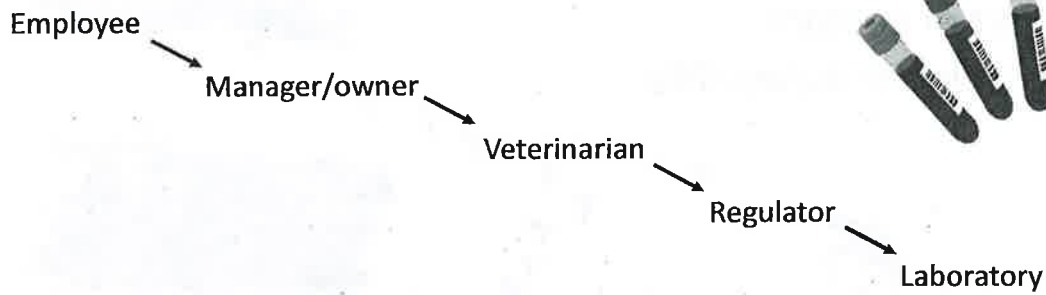 Employee
Manager/owner
Veterinarian
Regulator
Laboratory